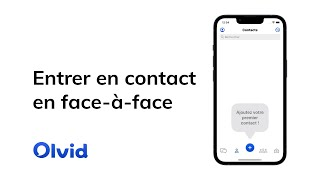 Entrer en contact
en face-à-face
Olvid
Contacts
Ajoutez votre
premier
contact !